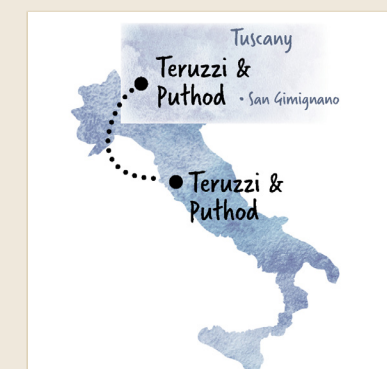 Tuscany
Teruzzi &
Puthod
• San Gimignano
Teruzzi &
Puthod